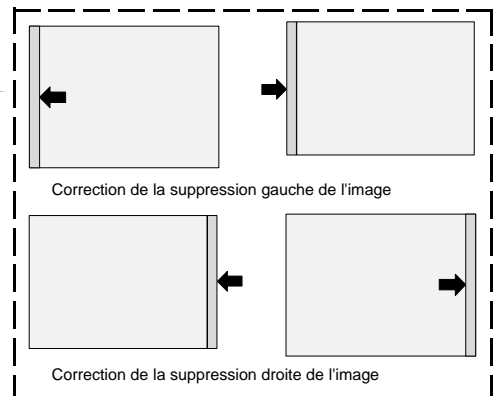 Correction de la suppression gauche de l'image
Correction de la suppression droite de l'image